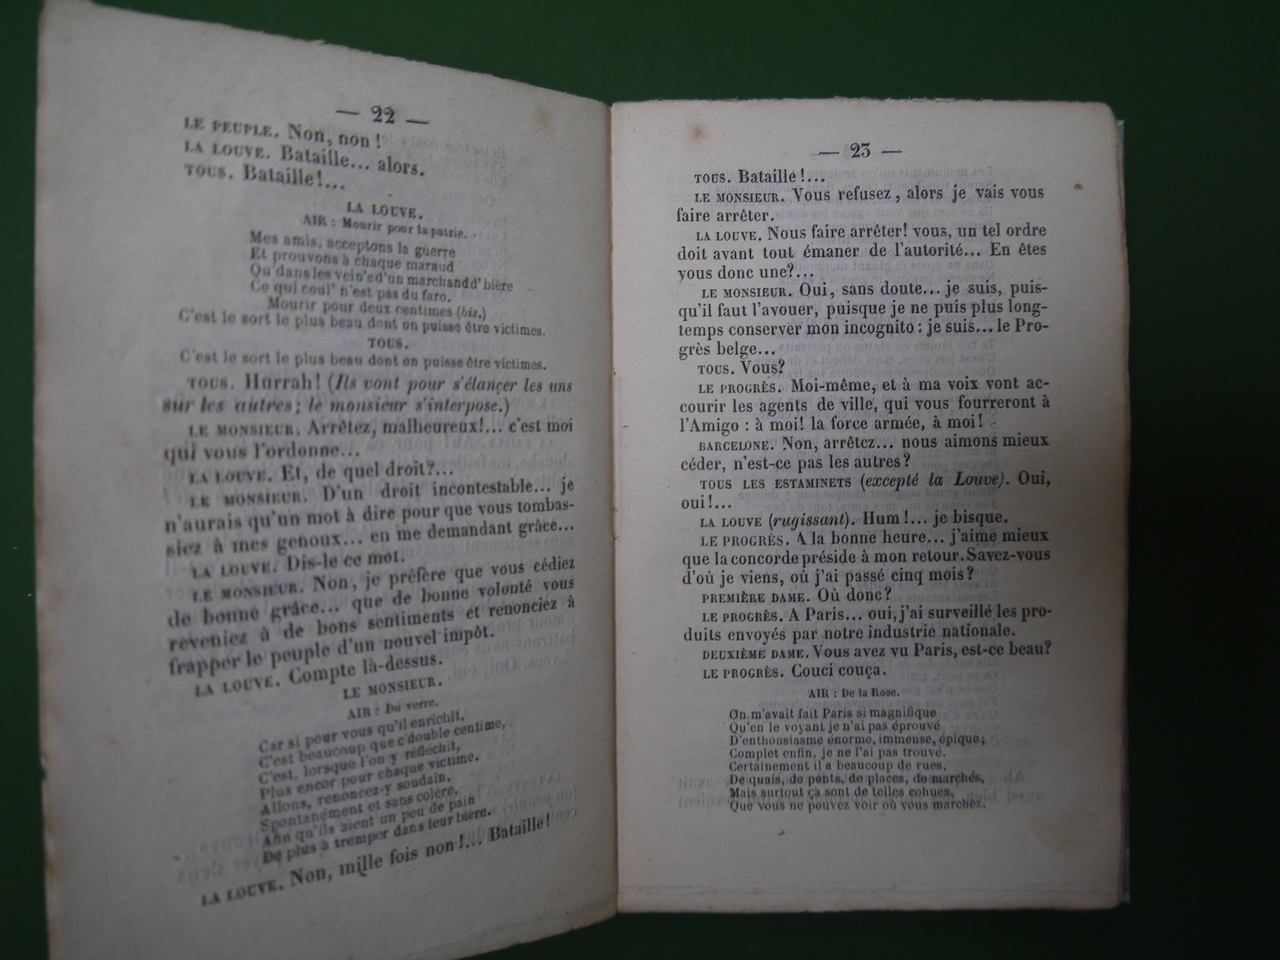 — 22 —
LE PEUPLE. Non, non !
LA LOUVE. Bataille... alors.
TOUS. Bataille !...
LA LOUVE.
AIR : Mourir pour la patrie.
Mes amis, acceptons la guerre
Et prouvons à chaque maraud
Qu'dans les vein's d'un marchand d'bière
Ce qui coul' n'est pas du faro.
Mourir pour deux centimes (bis.)
C'est le sort le plus beau dont on puisse être victimes.
TOUS.
C'est le sort le plus beau dont on puisse être victimes.
TOUS. Hurrah! (Ils vont pour s'élançer les uns
sur les autres; le monsieur s'interpose.)
LE MONSIEUR. Arrêtez, malheureux!... c'est moi
qui vous l'ordonne...
LA LOUVE. Et, de quel droit?...
LE MONSIEUR. D'un droit incontestable... je
n'aurais qu'un mot à dire pour que vous tombas-
siez à mes genoux... en me demandant grâce...
LA LOUVE. Dis-le ce mot.
LE MONSIEUR. Non, je préfère que vous cédiez
de bonne grâce... que de bonne volonté vous
reveniez à de bons sentiments et renonciez à
frapper le peuple d'un nouvel impôt.
LA LOUVE. Compte là-dessus.
LE MONSIEUR.
AIR : Du verre.
Car si pour vous qu'il enrichit,
C'est beaucoup que c'double centime,
C'est, lorsque l'on y réfléchit,
Plus encor pour chaque victime.
Allons, renoncez-y soudain,
Spontanément et sans colère,
Afin qu'ils aient un peu de pain
De plus à tremper dans leur bière.
LA LOUVE. Non, mille fois non !... Bataille !
— 23 —
TOUS. Bataille !...
LE MONSIEUR. Vous refusez, alors je vais vous
faire arrêter.
LA LOUVE. Nous faire arrêter! vous, un tel ordre
doit avant tout émaner de l'autorité... En êtes
yous donc une?...
LE MONSIEUR. Oui, sans doute... je suis, puis-
qu'il faut l'avouer, puisque je ne puis plus long-
temps conserver mon incognito : je suis... le Pro-
grès belge...
TOUS. Vous?
LE PROGRÈS. Moi-même, et à ma voix vont ac-
courir les agents de ville, qui vous fourreront à
l'Amigo : à moi! la force armée, à moi!
BARCELONE. Non, arrêtez... nous aimons mieux
céder, n'est-ce pas les autres ?
TOUS LES ESTAMINETS (excepté la Louve). Oui,
oui !...
LA LOUVE (rugissant). Hum !... je bisque.
LE PROGRÈS. A la bonne heure... j'aime mieux
que la concorde préside à mon retour. Savez-vous
d'où je viens, où j'ai passé cinq mois?
PREMIÈRE DAME. Où donc?
LE PROGRÈS. A Paris... oui, j'ai surveillé les pro-
duits envoyés par notre industrie nationale.
DEUXIÈME DAME. Vous avez vu Paris, est-ce beau?
LE PROGRÈS. Couci couça.
AIR : De la Rose.
On m'avait fait Paris si magnifique
Qu'en le voyant je n'ai pas éprouvé
D'enthousiasme énorme, immense, épique;
Complet enfin, je ne l'ai pas trouvé.
Certainement il a beaucoup de rues,
De quais, de ponts, de places, de marchés,
Mais surtout çà sont de telles cohues,
Que vous ne pouvez voir où vous marchez.